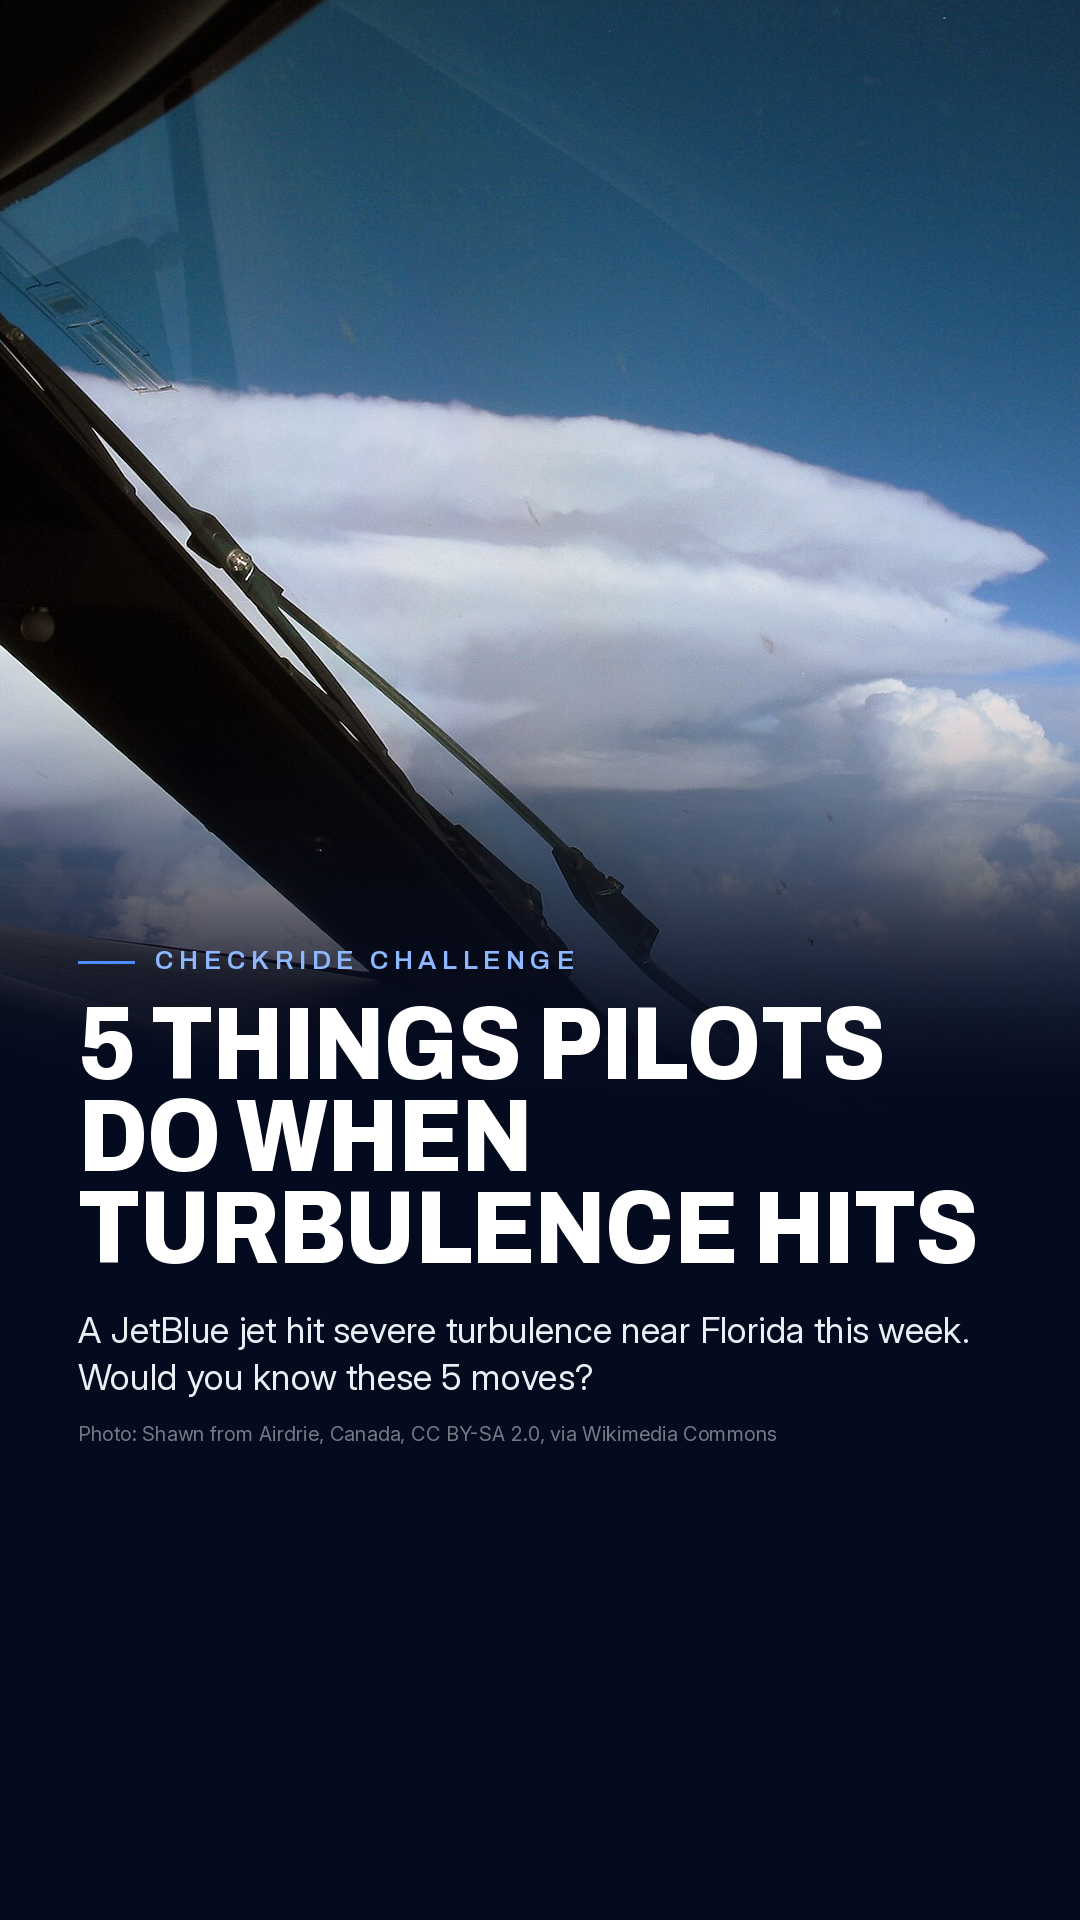 CHECKRIDE CHALLENGE
5 THINGS PILOTS
DO WHEN
TURBULENCE HITS
A JetBlue jet hit severe turbulence near Florida this week.
Would you know these 5 moves?
Photo: Shawn from Airdrie, Canada, CC BY-SA 2.0, via Wikimedia Commons